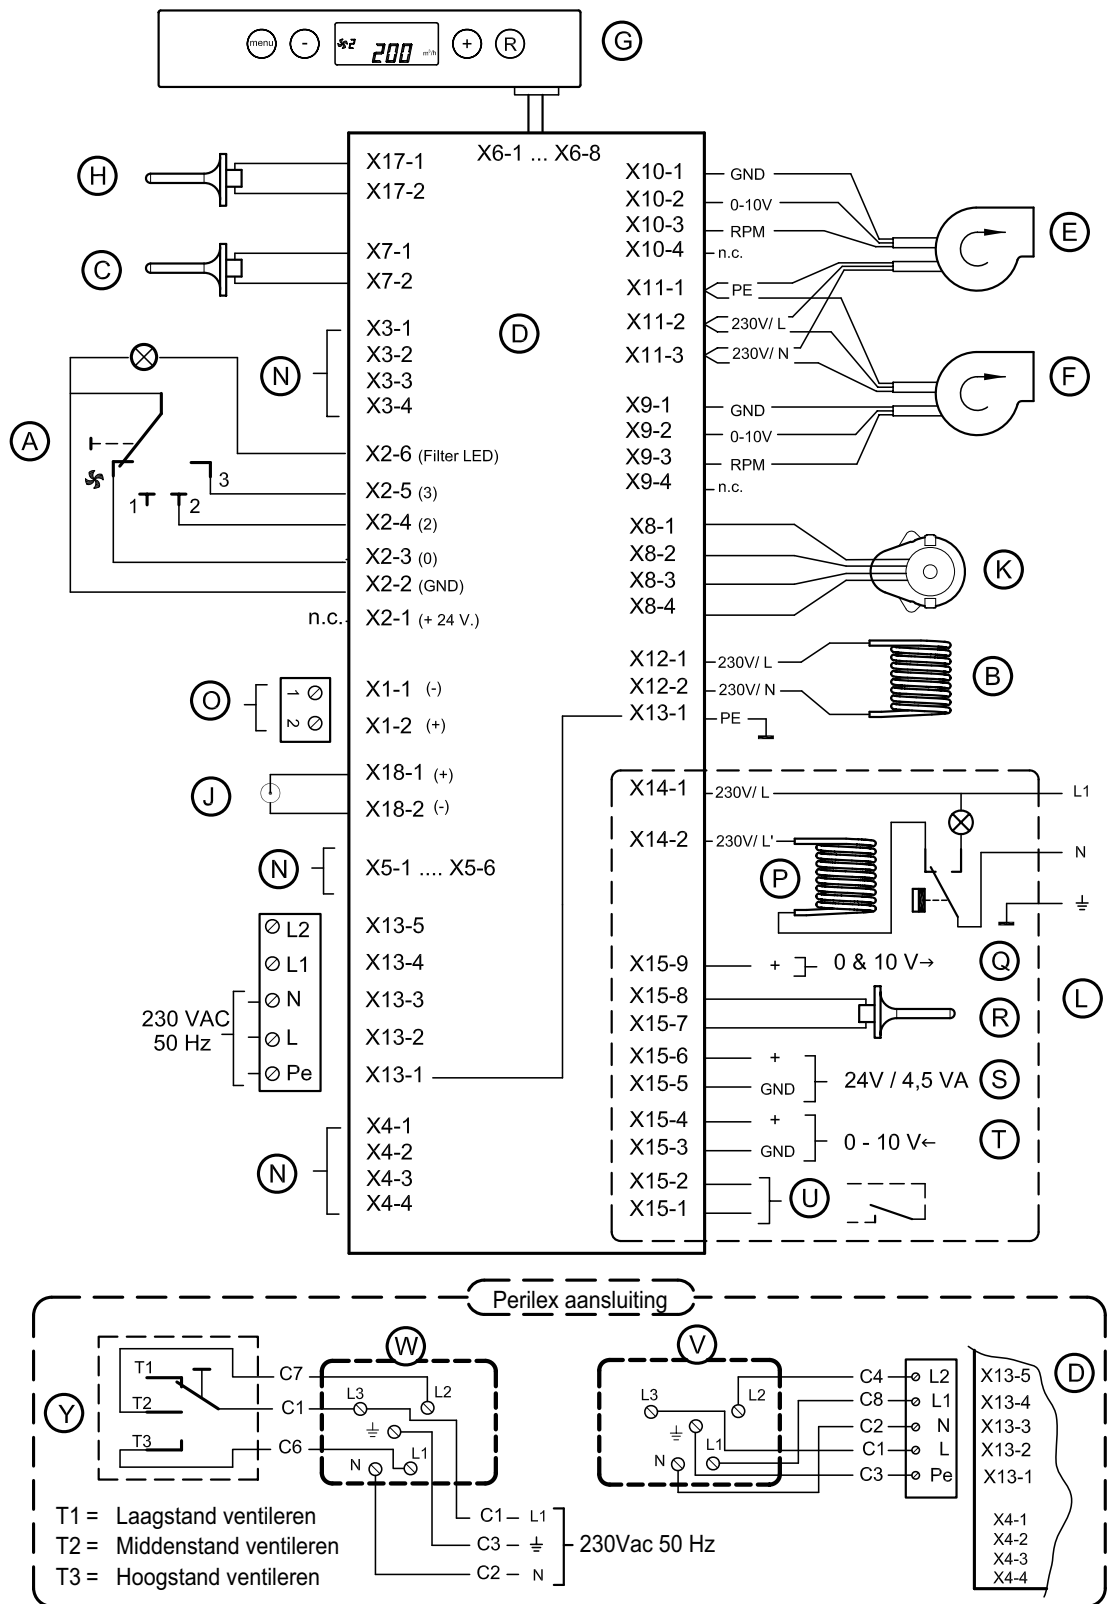 menu - 2 200 m³/h + R
G
X6-1 ... X6-8
H
X17-1
X17-2
C
X7-1
X7-2
D
N
X3-1
X3-2
X3-3
X3-4
A
1
2
3
X2-6 (Filter LED)
X2-5 (3)
X2-4 (2)
X2-3 (0)
X2-2 (GND)
n.c.
X2-1 (+ 24 V.)
O
1
2
X1-1 (-)
X1-2 (+)
J
X18-1 (+)
X18-2 (-)
N
X5-1 .... X5-6
L2 X13-5
L1 X13-4
N X13-3
L X13-2
Pe X13-1
230 VAC
50 Hz
N
X4-1
X4-2
X4-3
X4-4
X10-1 GND
X10-2 0-10V
X10-3 RPM
X10-4 n.c.
E
X11-1 PE
X11-2 230V/ L
X11-3 230V/ N
F
X9-1 GND
X9-2 0-10V
X9-3 RPM
X9-4 n.c.
X8-1
X8-2
X8-3
X8-4
K
X12-1 230V/ L
X12-2 230V/ N
X13-1 PE
B
X14-1 230V/ L L1
X14-2 230V/ L' N
P
L
X15-9 + 0 & 10 V→ Q
X15-8
X15-7
R
X15-6 +
X15-5 GND
24V / 4,5 VA S
X15-4 +
X15-3 GND
0 - 10 V← T
X15-2
X15-1
U
Perilex aansluiting
Y
T1
T2
T3
C7
C1
C6
W
L3
L2
L1
N
C1 L1
C3
C2 N
230Vac 50 Hz
T1 = Laagstand ventileren
T2 = Middenstand ventileren
T3 = Hoogstand ventileren
V
L3
L2
L1
N
C4 L2 X13-5
C8 L1 X13-4
C2 N X13-3
C1 L X13-2
C3 Pe X13-1
D
X4-1
X4-2
X4-3
X4-4